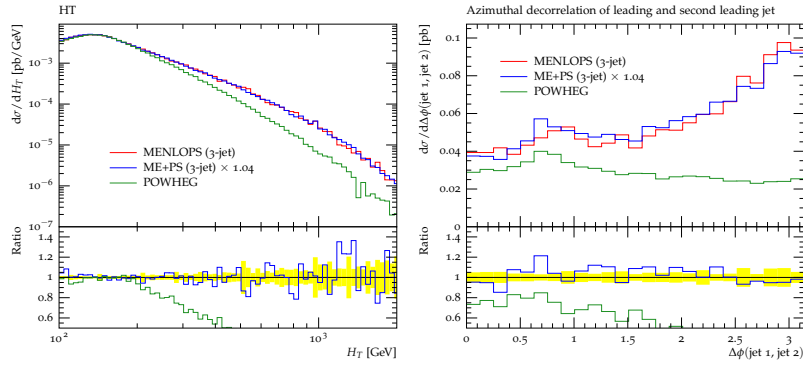 HT
dσ/dH_T [pb/GeV]
10⁻³
10⁻⁴
10⁻⁵
10⁻⁶
10⁻⁷
MENLOPS (3-jet)
ME+PS (3-jet) × 1.04
POWHEG
Ratio
1.4
1.2
1
0.8
0.6
10²
10³
H_T [GeV]
Azimuthal decorrelation of leading and second leading jet
dσ/dΔϕ(jet 1, jet 2) [pb]
0.1
0.08
0.06
0.04
0.02
0
MENLOPS (3-jet)
ME+PS (3-jet) × 1.04
POWHEG
Ratio
1.4
1.2
1
0.8
0.6
0 0.5 1 1.5 2 2.5 3
Δϕ(jet 1, jet 2)